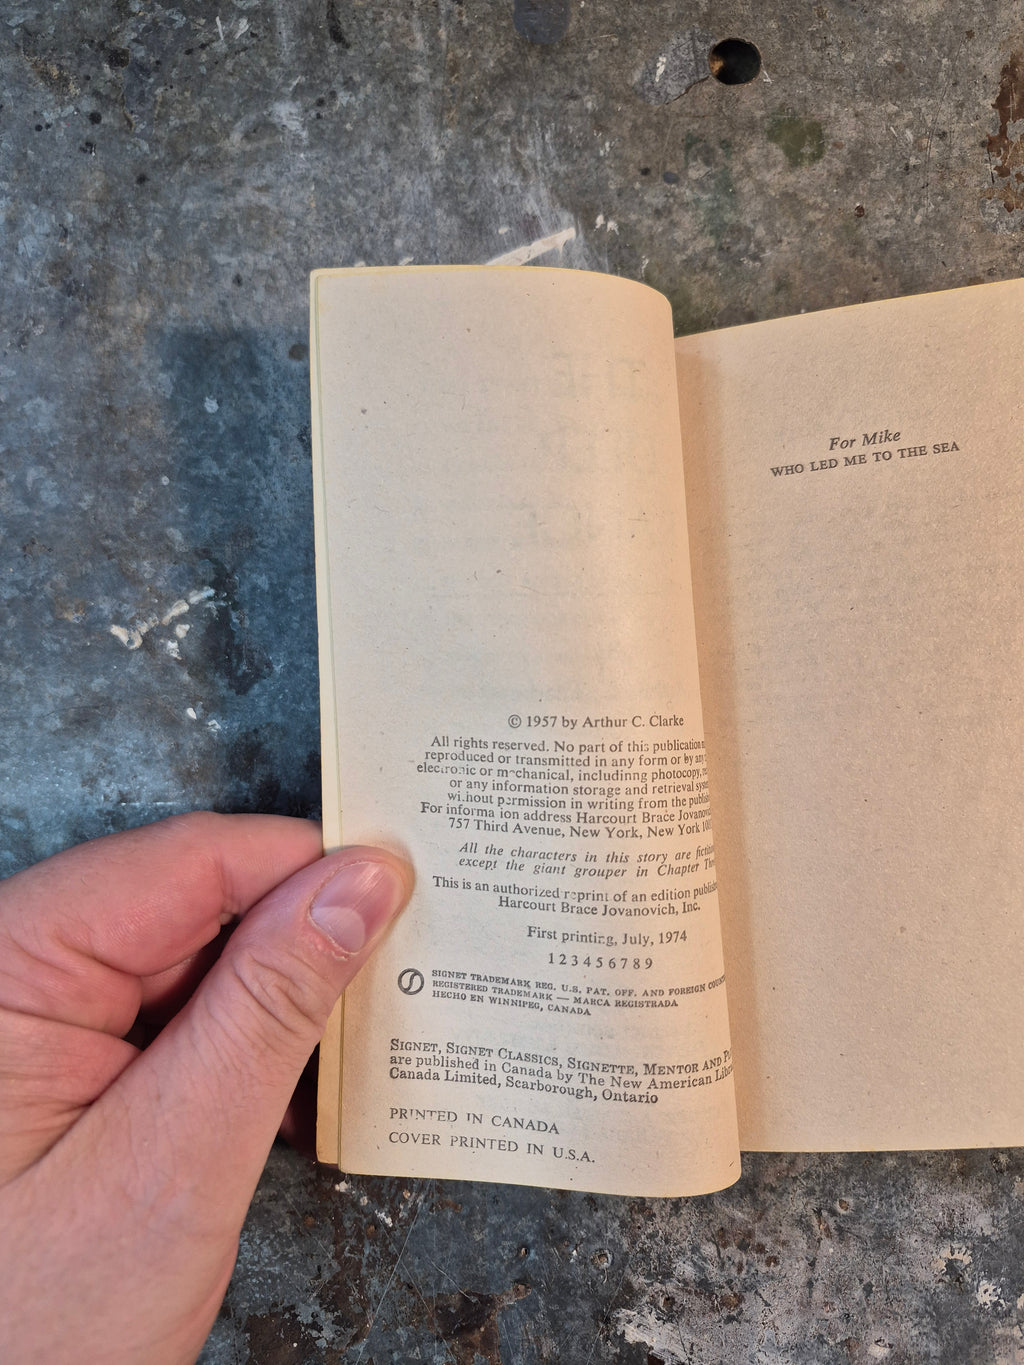 © 1957 by Arthur C. Clarke
All rights reserved. No part of this publication
reproduced or transmitted in any form or by any
electronic or mechanical, includinng photocopy,
or any information storage and retrieval
without permission in writing from the
For information address Harcourt Brace
757 Third Avenue, New York, New York
All the characters in this story are
except the giant grouper in Chapter
This is an authorized reprint of an edition
Harcourt Brace Jovanovich, Inc.
First printing, July, 1974
1 2 3 4 5 6 7 8 9
SIGNET TRADEMARK REG. U.S. PAT. OFF. AND FOREIGN
REGISTERED TRADEMARK — MARCA REGISTRADA
HECHO EN WINNIPEG, CANADA
SIGNET, SIGNET CLASSICS, SIGNETTE, MENTOR AND
are published in Canada by The New American
Canada Limited, Scarborough, Ontario
PRINTED IN CANADA
COVER PRINTED IN U.S.A.
For Mike
WHO LED ME TO THE SEA